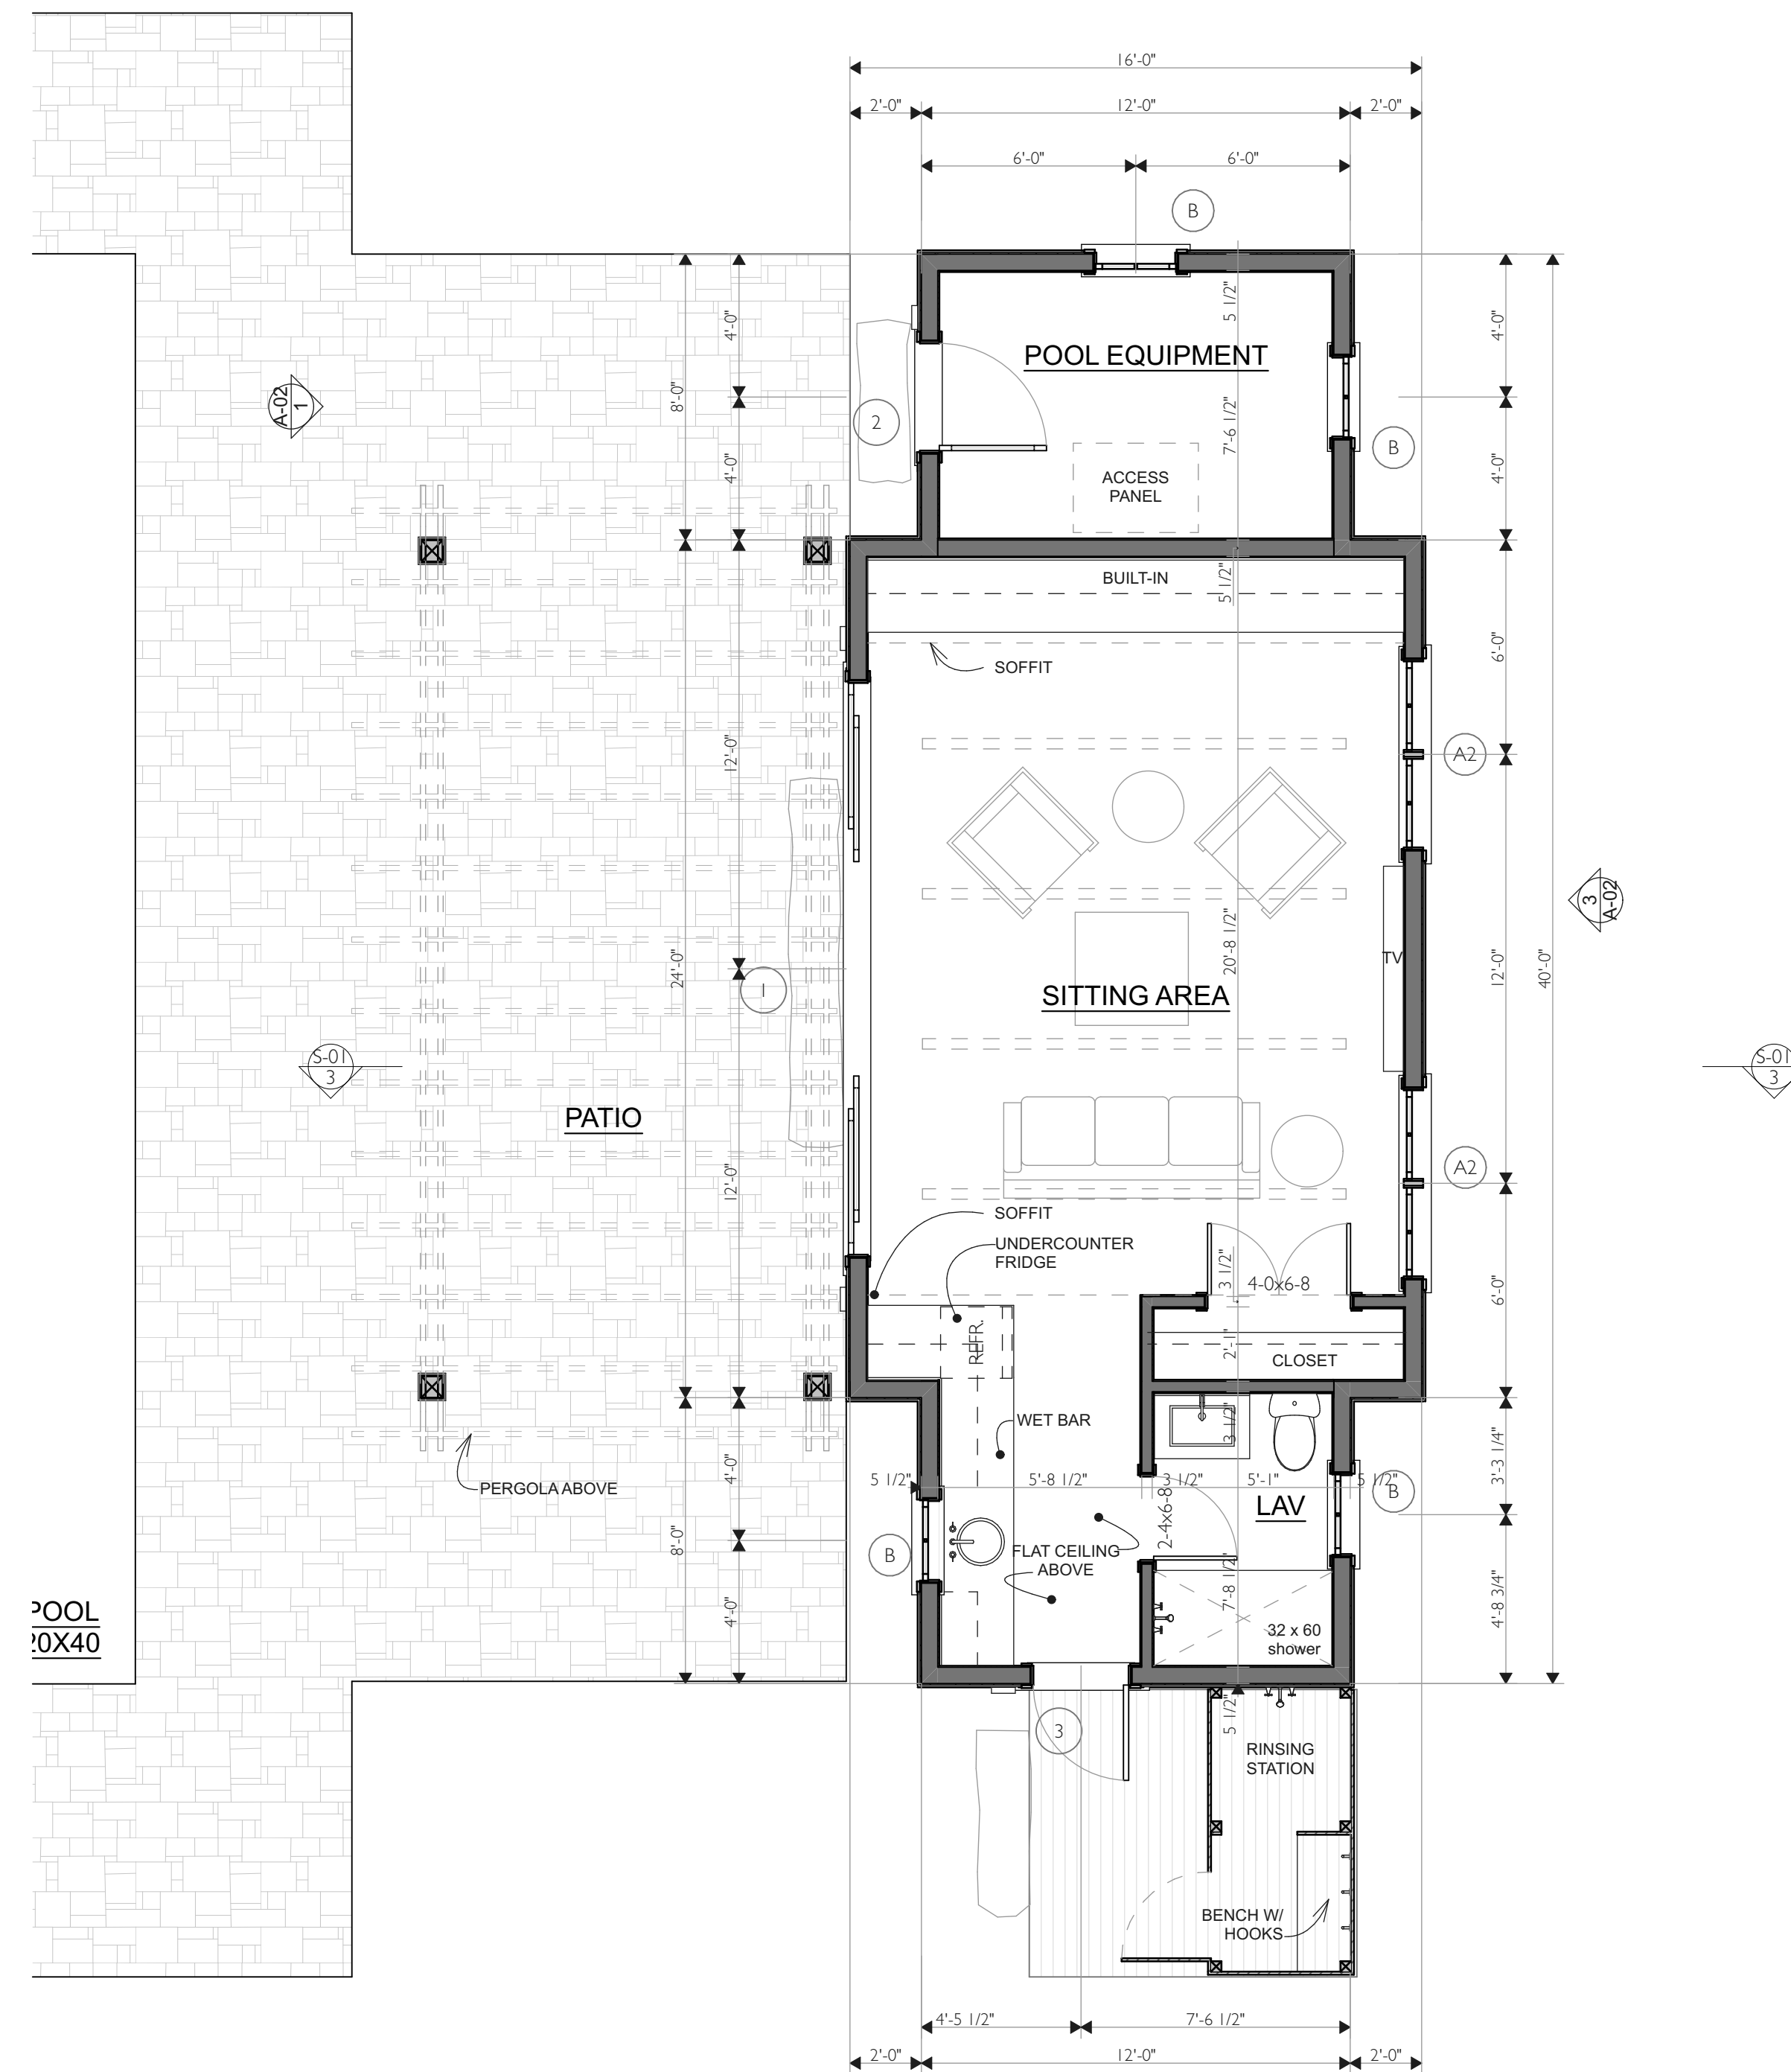 16'-0"
2'-0"
12'-0"
2'-0"
6'-0"
6'-0"
B
4'-0"
5 1/2"
4'-0"
POOL EQUIPMENT
A-02
1
8'-0"
2
7'-6 1/2"
B
4'-0"
4'-0"
ACCESS
PANEL
BUILT-IN
5 1/2"
6'-0"
SOFFIT
12'-0"
A2
3
A-02
20'-8 1/2"
TV
24'-0"
1
12'-0"
40'-0"
SITTING AREA
S-01
3
S-01
3
PATIO
12'-0"
A2
SOFFIT
UNDERCOUNTER
FRIDGE
3 1/2"
4-0x6-8
6'-0"
REFR.
2'-1"
CLOSET
WET BAR
3 1/2"
3'-3 1/4"
PERGOLA ABOVE
4'-0"
5 1/2"
5'-8 1/2"
3 1/2"
5'-1"
5 1/2"
B
LAV
2-4x6-8
8'-0"
B
FLAT CEILING
ABOVE
7'-8 1/2"
4'-0"
4'-8 3/4"
POOL
20X40
32 x 60
shower
5 1/2"
3
RINSING
STATION
BENCH W/
HOOKS
4'-5 1/2"
7'-6 1/2"
2'-0"
12'-0"
2'-0"